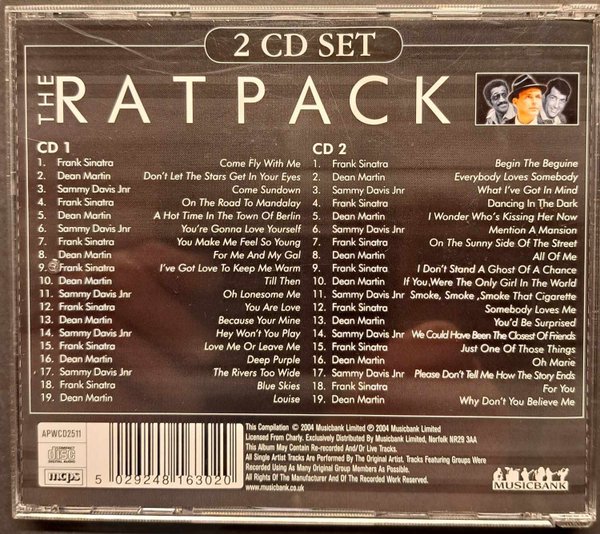 2 CD SET
THE RATPACK
CD 1
1. Frank Sinatra Come Fly With Me
2. Dean Martin Don't Let The Stars Get In Your Eyes
3. Sammy Davis Jnr Come Sundown
4. Frank Sinatra On The Road To Mandalay
5. Dean Martin A Hot Time In The Town Of Berlin
6. Sammy Davis Jnr You're Gonna Love Yourself
7. Frank Sinatra You Make Me Feel So Young
8. Dean Martin For Me And My Gal
9. Frank Sinatra I've Got Love To Keep Me Warm
10. Dean Martin Till Then
11. Sammy Davis Jnr Oh Lonesome Me
12. Frank Sinatra You Are Love
13. Dean Martin Because Your Mine
14. Sammy Davis Jnr Hey Won't You Play
15. Frank Sinatra Love Me Or Leave Me
16. Dean Martin Deep Purple
17. Sammy Davis Jnr The Rivers Too Wide
18. Frank Sinatra Blue Skies
19. Dean Martin Louise
CD 2
1. Frank Sinatra Begin The Beguine
2. Dean Martin Everybody Loves Somebody
3. Sammy Davis Jnr What I've Got In Mind
4. Frank Sinatra Dancing In The Dark
5. Dean Martin I Wonder Who's Kissing Her Now
6. Sammy Davis Jnr Mention A Mansion
7. Frank Sinatra On The Sunny Side Of The Street
8. Dean Martin All Of Me
9. Frank Sinatra I Don't Stand A Ghost Of A Chance
10. Dean Martin If You Were The Only Girl In The World
11. Sammy Davis Jnr Smoke, Smoke ,Smoke That Cigarette
12. Frank Sinatra Somebody Loves Me
13. Dean Martin You'd Be Surprised
14. Sammy Davis Jnr We Could Have Been The Closest Of Friends
15. Frank Sinatra Just One Of Those Things
16. Dean Martin Oh Marie
17. Sammy Davis Jnr Please Don't Tell Me How The Story Ends
18. Frank Sinatra For You
19. Dean Martin Why Don't You Believe Me
APWCD2511
COMPACT
disc
DIGITAL AUDIO
mcps
5 029248 163020
This Compilation © 2004 Musicbank Limited ℗ 2004 Musicbank Limited
Licensed From Charly. Exclusively Distributed By Musicbank Limited, Norfolk NR29 3AA
This Album May Contain Re-recorded And/Or Live Tracks.
All Single Artist Tracks Are Performed By The Original Artist. Tracks Featuring Groups Were
Recorded Using As Many Original Group Members As Possible.
All Rights Of The Manufacturer And Of The Recorded Work Reserved.
www.musicbank.co.uk
MUSICBANK